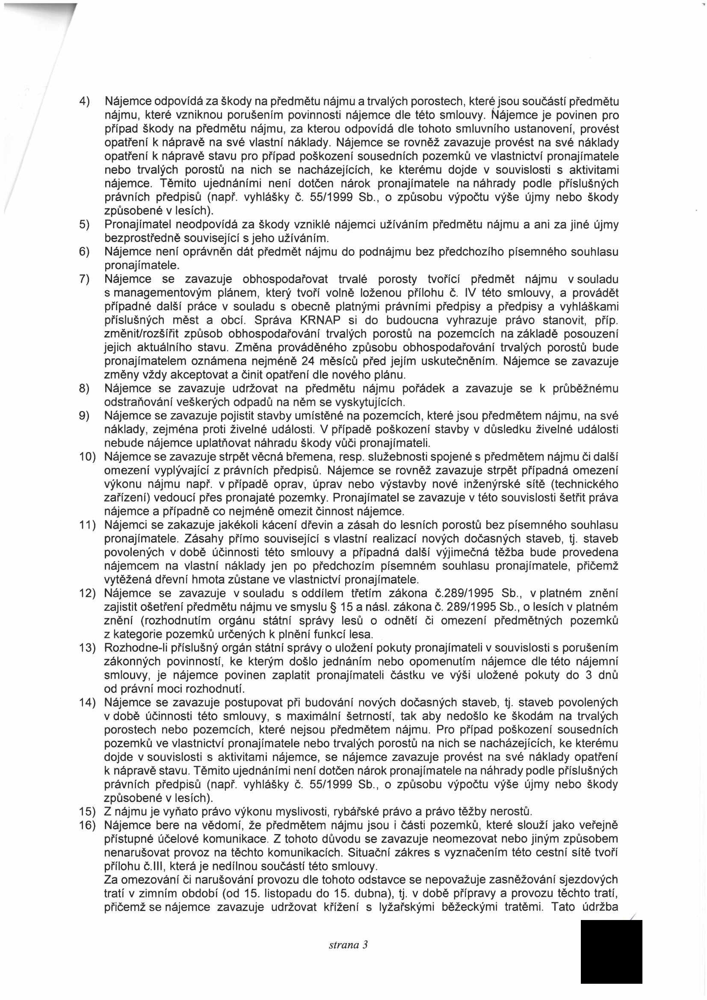 4) Nájemce odpovídá za škody na předmětu nájmu a trvalých porostech, které jsou součástí předmětu
nájmu, které vzniknou porušením povinnosti nájemce dle této smlouvy. Nájemce je povinen pro
případ škody na předmětu nájmu, za kterou odpovídá dle tohoto smluvního ustanovení, provést
opatření k nápravě na své vlastní náklady. Nájemce se rovněž zavazuje provést na své náklady
opatření k nápravě stavu pro případ poškození sousedních pozemků ve vlastnictví pronajímatele
nebo trvalých porostů na nich se nacházejících, ke kterému dojde v souvislosti s aktivitami
nájemce. Těmito ujednáními není dotčen nárok pronajímatele na náhrady podle příslušných
právních předpisů (např. vyhlášky č. 55/1999 Sb., o způsobu výpočtu výše újmy nebo škody
způsobené v lesích).
5) Pronajímatel neodpovídá za škody vzniklé nájemci užíváním předmětu nájmu a ani za jiné újmy
bezprostředně související s jeho užíváním.
6) Nájemce není oprávněn dát předmět nájmu do podnájmu bez předchozího písemného souhlasu
pronajímatele.
7) Nájemce se zavazuje obhospodařovat trvalé porosty tvořící předmět nájmu v souladu
s managementovým plánem, který tvoří volně loženou přílohu č. IV této smlouvy, a provádět
případné další práce v souladu s obecně platnými právními předpisy a předpisy a vyhláškami
příslušných měst a obcí. Správa KRNAP si do budoucna vyhrazuje právo stanovit, příp.
změnit/rozšířit způsob obhospodařování trvalých porostů na pozemcích na základě posouzení
jejich aktuálního stavu. Změna prováděného způsobu obhospodařování trvalých porostů bude
pronajímatelem oznámena nejméně 24 měsíců před jejím uskutečněním. Nájemce se zavazuje
změny vždy akceptovat a činit opatření dle nového plánu.
8) Nájemce se zavazuje udržovat na předmětu nájmu pořádek a zavazuje se k průběžnému
odstraňování veškerých odpadů na něm se vyskytujících.
9) Nájemce se zavazuje pojistit stavby umístěné na pozemcích, které jsou předmětem nájmu, na své
náklady, zejména proti živelné události. V případě poškození stavby v důsledku živelné události
nebude nájemce uplatňovat náhradu škody vůči pronajímateli.
10) Nájemce se zavazuje strpět věcná břemena, resp. služebnosti spojené s předmětem nájmu či další
omezení vyplývající z právních předpisů. Nájemce se rovněž zavazuje strpět případná omezení
výkonu nájmu např. v případě oprav, úprav nebo výstavby nové inženýrské sítě (technického
zařízení) vedoucí přes pronajaté pozemky. Pronajímatel se zavazuje v této souvislosti šetřit práva
nájemce a případně co nejméně omezit činnost nájemce.
11) Nájemci se zakazuje jakékoli kácení dřevin a zásah do lesních porostů bez písemného souhlasu
pronajímatele. Zásahy přímo související s vlastní realizací nových dočasných staveb, tj. staveb
povolených v době účinnosti této smlouvy a případná další výjimečná těžba bude provedena
nájemcem na vlastní náklady jen po předchozím písemném souhlasu pronajímatele, přičemž
vytěžená dřevní hmota zůstane ve vlastnictví pronajímatele.
12) Nájemce se zavazuje v souladu s oddílem třetím zákona č.289/1995 Sb., v platném znění
zajistit ošetření předmětu nájmu ve smyslu § 15 a násl. zákona č. 289/1995 Sb., o lesích v platném
znění (rozhodnutím orgánu státní správy lesů o odnětí či omezení předmětných pozemků
z kategorie pozemků určených k plnění funkcí lesa.
13) Rozhodne-li příslušný orgán státní správy o uložení pokuty pronajímateli v souvislosti s porušením
zákonných povinností, ke kterým došlo jednáním nebo opomenutím nájemce dle této nájemní
smlouvy, je nájemce povinen zaplatit pronajímateli částku ve výši uložené pokuty do 3 dnů
od právní moci rozhodnutí.
14) Nájemce se zavazuje postupovat při budování nových dočasných staveb, tj. staveb povolených
v době účinnosti této smlouvy, s maximální šetrností, tak aby nedošlo ke škodám na trvalých
porostech nebo pozemcích, které nejsou předmětem nájmu. Pro případ poškození sousedních
pozemků ve vlastnictví pronajímatele nebo trvalých porostů na nich se nacházejících, ke kterému
dojde v souvislosti s aktivitami nájemce, se nájemce zavazuje provést na své náklady opatření
k nápravě stavu. Těmito ujednáními není dotčen nárok pronajímatele na náhrady podle příslušných
právních předpisů (např. vyhlášky č. 55/1999 Sb., o způsobu výpočtu výše újmy nebo škody
způsobené v lesích).
15) Z nájmu je vyňato právo výkonu myslivosti, rybářské právo a právo těžby nerostů.
16) Nájemce bere na vědomí, že předmětem nájmu jsou i části pozemků, které slouží jako veřejně
přístupné účelové komunikace. Z tohoto důvodu se zavazuje neomezovat nebo jiným způsobem
nenarušovat provoz na těchto komunikacích. Situační zákres s vyznačením této cestní sítě tvoří
přílohu č.III, která je nedílnou součástí této smlouvy.
Za omezování či narušování provozu dle tohoto odstavce se nepovažuje zasněžování sjezdových
tratí v zimním období (od 15. listopadu do 15. dubna), tj. v době přípravy a provozu těchto tratí,
přičemž se nájemce zavazuje udržovat křížení s lyžařskými běžeckými tratěmi. Tato údržba
strana 3